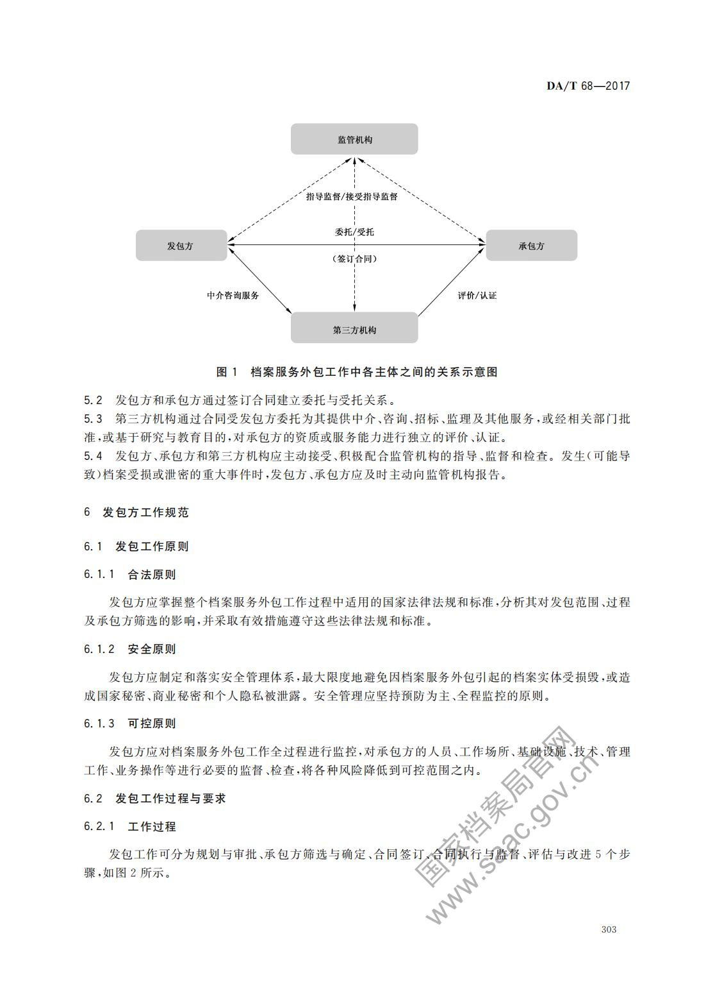 DA/T 68—2017
监管机构
指导监督/接受指导监督
委托/受托
发包方
承包方
（签订合同）
中介咨询服务
评价/认证
第三方机构
图 1 档案服务外包工作中各主体之间的关系示意图
5.2 发包方和承包方通过签订合同建立委托与受托关系。
5.3 第三方机构通过合同受发包方委托为其提供中介、咨询、招标、监理及其他服务,或经相关部门批
准,或基于研究与教育目的,对承包方的资质或服务能力进行独立的评价、认证。
5.4 发包方、承包方和第三方机构应主动接受、积极配合监管机构的指导、监督和检查。发生(可能导
致)档案受损或泄密的重大事件时,发包方、承包方应及时主动向监管机构报告。
6 发包方工作规范
6.1 发包工作原则
6.1.1 合法原则
发包方应掌握整个档案服务外包工作过程中适用的国家法律法规和标准,分析其对发包范围、过程
及承包方筛选的影响,并采取有效措施遵守这些法律法规和标准。
6.1.2 安全原则
发包方应制定和落实安全管理体系,最大限度地避免因档案服务外包引起的档案实体受损毁,或造
成国家秘密、商业秘密和个人隐私被泄露。安全管理应坚持预防为主、全程监控的原则。
6.1.3 可控原则
发包方应对档案服务外包工作全过程进行监控,对承包方的人员、工作场所、基础设施、技术、管理
工作、业务操作等进行必要的监督、检查,将各种风险降低到可控范围之内。
6.2 发包工作过程与要求
6.2.1 工作过程
发包工作可分为规划与审批、承包方筛选与确定、合同签订、合同执行与监督、评估与改进 5 个步
骤,如图 2 所示。
国家档案局官网
www.saac.gov.cn
303